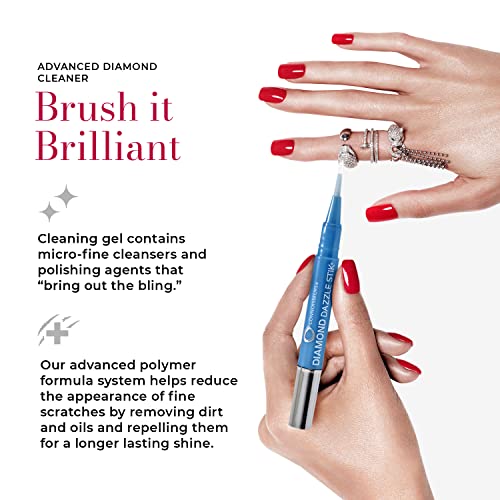 ADVANCED DIAMOND
CLEANER
Brush it
Brilliant
Cleaning gel contains
micro-fine cleansers and
polishing agents that
“bring out the bling.”
Our advanced polymer
formula system helps reduce
the appearance of fine
scratches by removing dirt
and oils and repelling them
for a longer lasting shine.
CONNOISSEURS
DIAMOND DAZZLE STIK